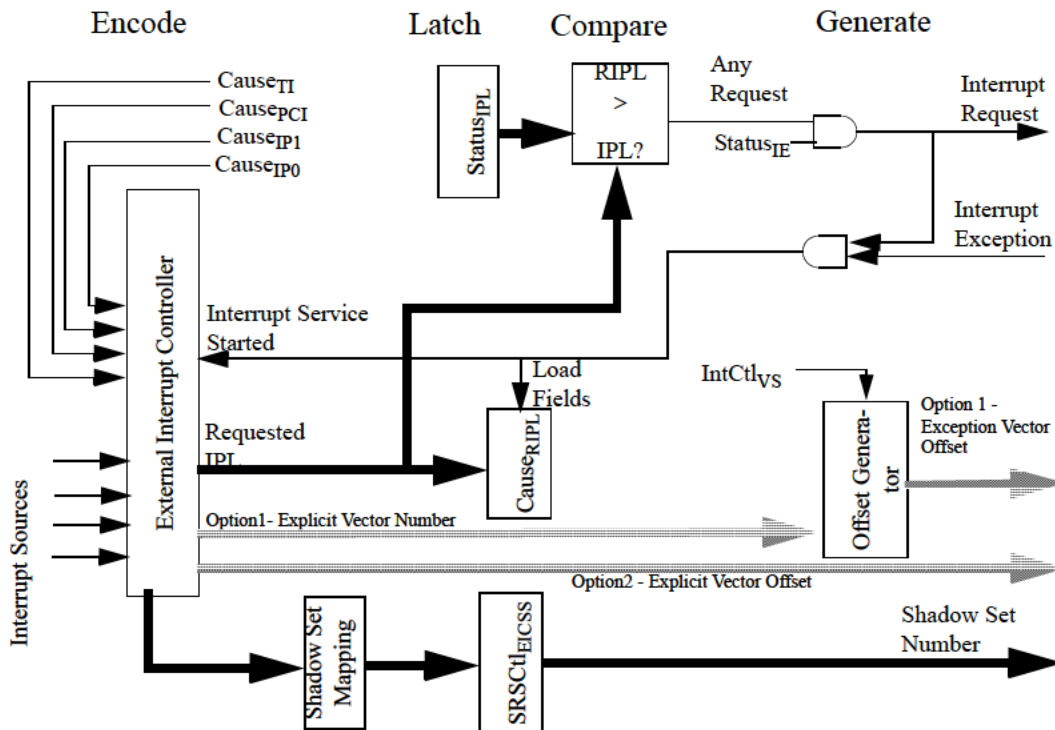 Encode
Latch
Compare
Generate
CauseTI
CausePCI
CauseIP1
CauseIP0
StatusIPL
RIPL
>
IPL?
Any
Request
StatusIE
Interrupt
Request
Interrupt
Exception
External Interrupt Controller
Interrupt Service
Started
Load
Fields
IntCtlVS
Requested
IPL
CauseRIPL
Offset Genera-
tor
Option 1 -
Exception Vector
Offset
Interrupt Sources
Option1- Explicit Vector Number
Option2 - Explicit Vector Offset
Shadow Set
Mapping
SRSCtlEICSS
Shadow Set
Number